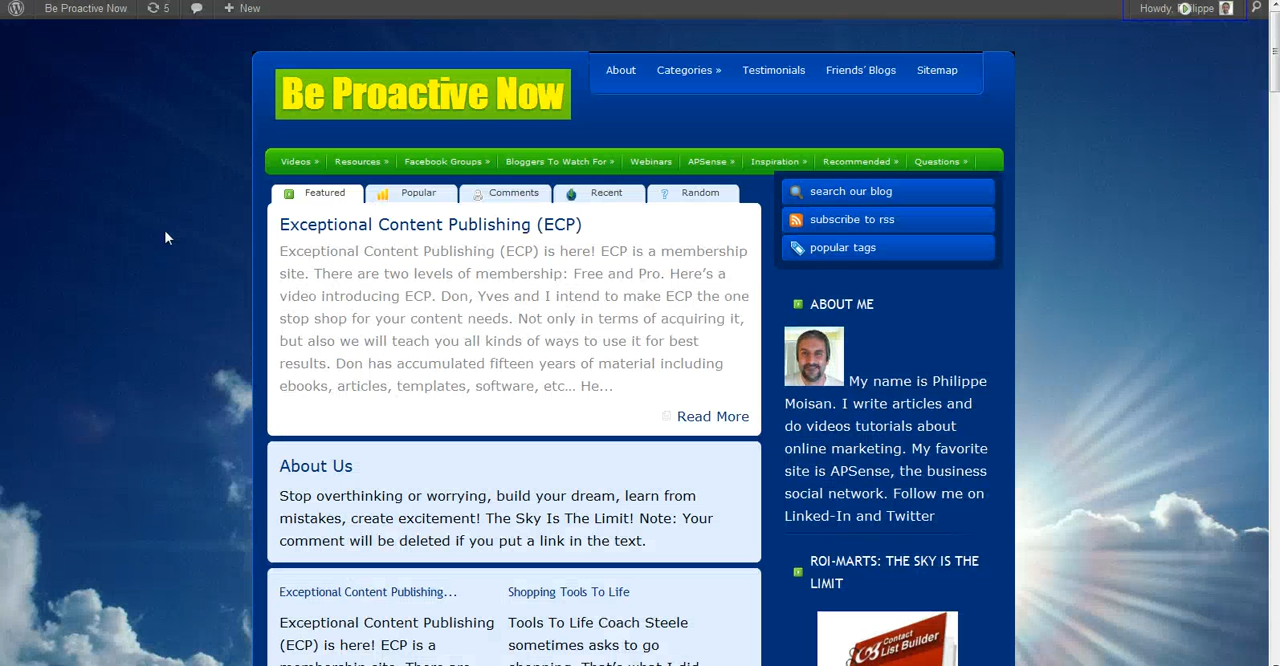 Be Proactive Now 5 New Howdy, Philippe
Be Proactive Now
About Categories » Testimonials Friends' Blogs Sitemap
Videos » Resources » Facebook Groups » Bloggers To Watch For » Webinars APSense » Inspiration » Recommended » Questions »
Featured Popular Comments Recent Random
Exceptional Content Publishing (ECP)
Exceptional Content Publishing (ECP) is here! ECP is a membership
site. There are two levels of membership: Free and Pro. Here's a
video introducing ECP. Don, Yves and I intend to make ECP the one
stop shop for your content needs. Not only in terms of acquiring it,
but also we will teach you all kinds of ways to use it for best
results. Don has accumulated fifteen years of material including
ebooks, articles, templates, software, etc... He...
Read More
About Us
Stop overthinking or worrying, build your dream, learn from
mistakes, create excitement! The Sky Is The Limit! Note: Your
comment will be deleted if you put a link in the text.
Exceptional Content Publishing...
Exceptional Content Publishing
(ECP) is here! ECP is a
membership site. There are
Shopping Tools To Life
Tools To Life Coach Steele
sometimes asks to go
shopping. That's what I did
search our blog
subscribe to rss
popular tags
ABOUT ME
My name is Philippe
Moisan. I write articles and
do videos tutorials about
online marketing. My favorite
site is APSense, the business
social network. Follow me on
Linked-In and Twitter
ROI-MARTS: THE SKY IS THE
LIMIT
Contact
List Builder